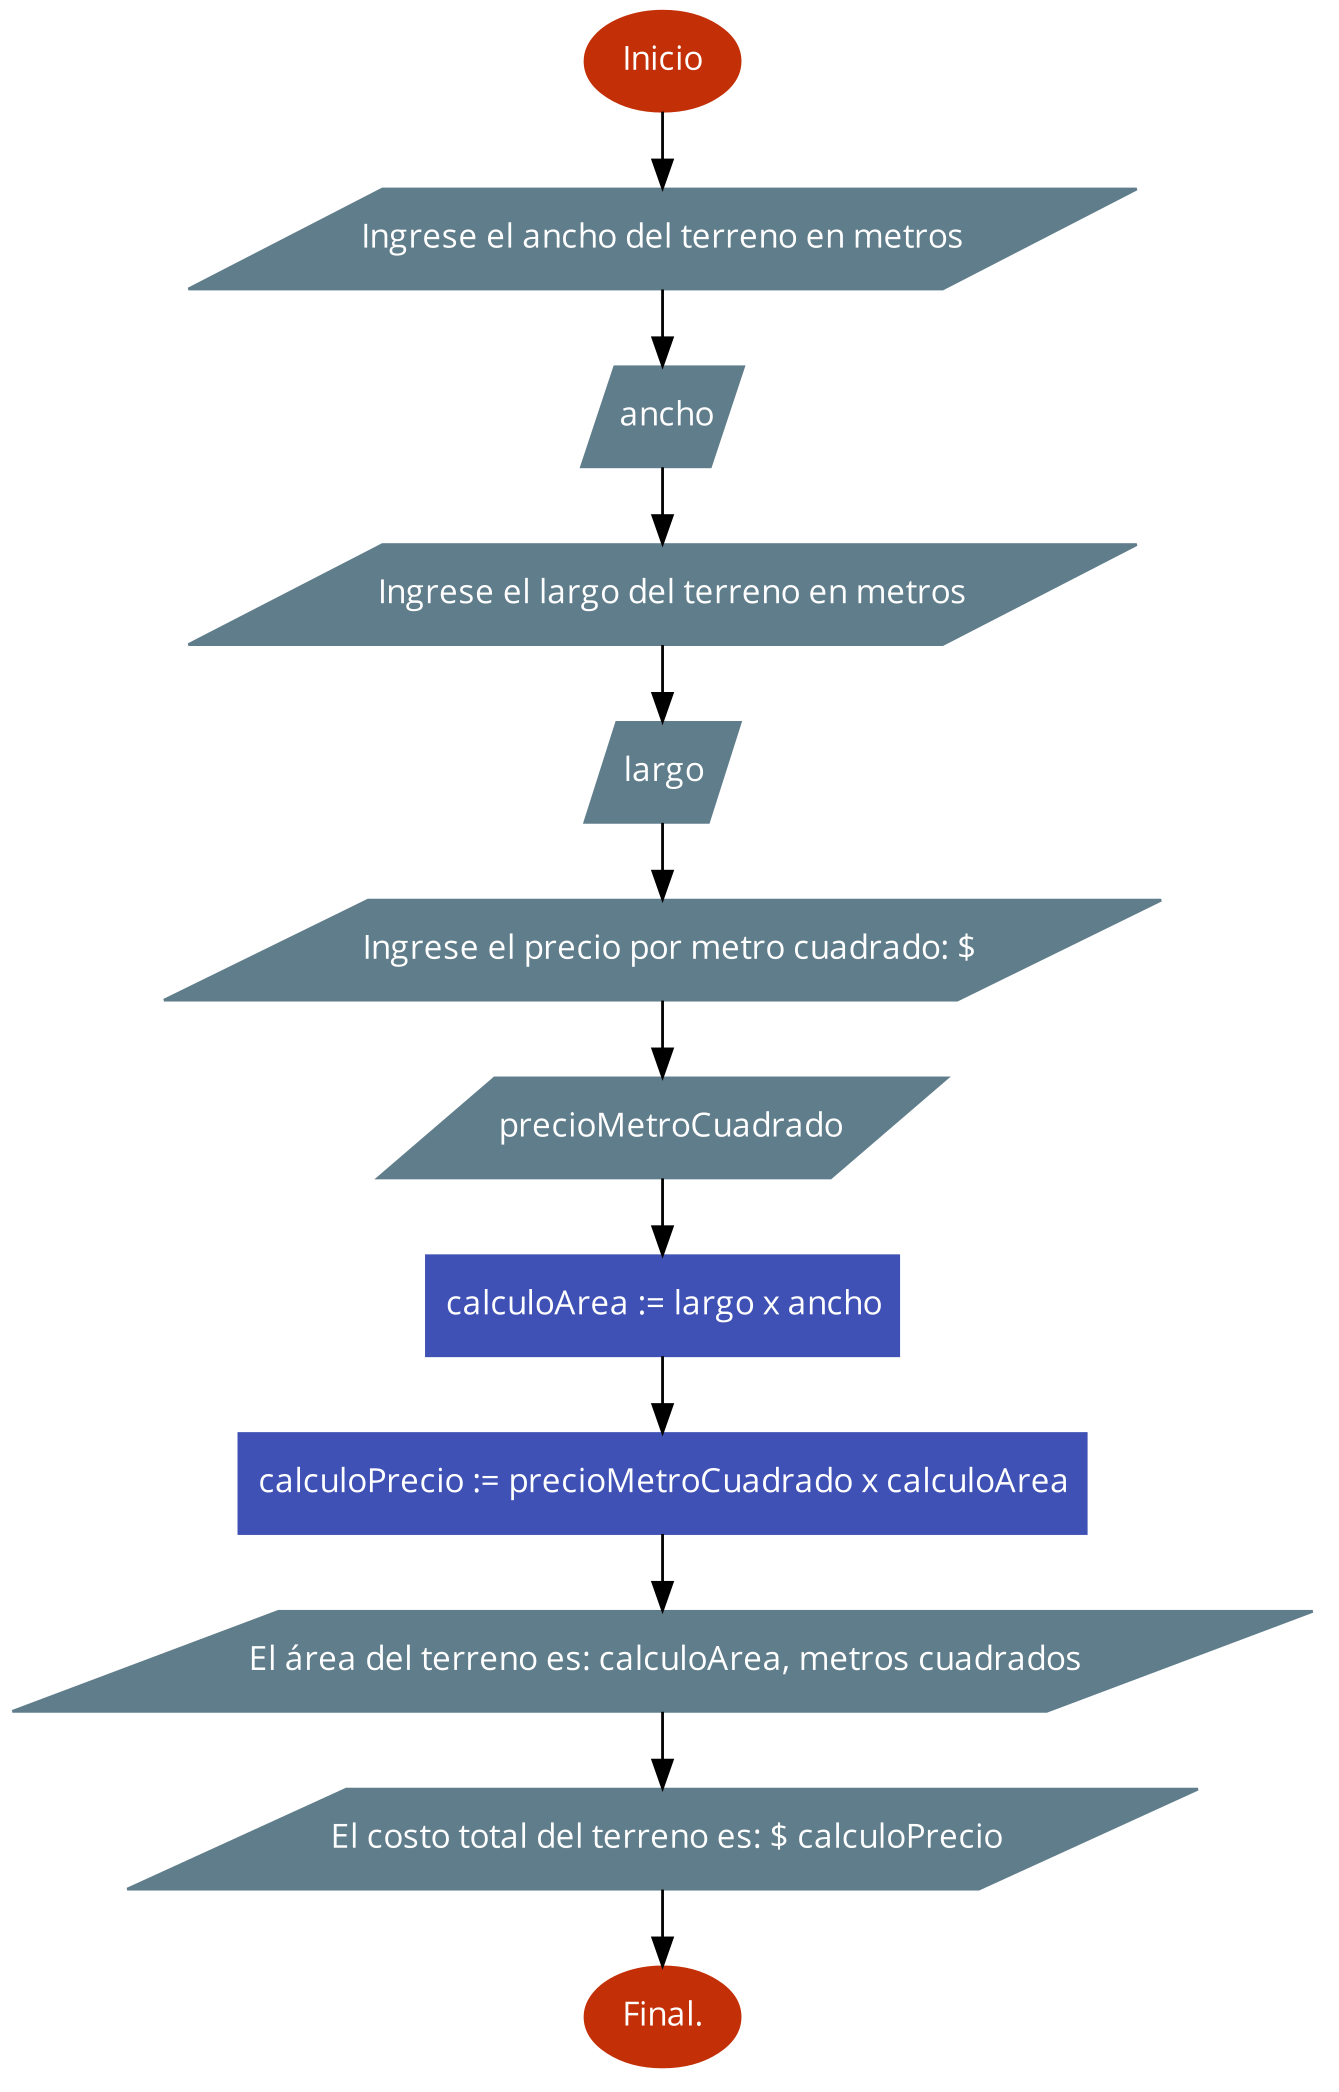 Inicio
Ingrese el ancho del terreno en metros
ancho
Ingrese el largo del terreno en metros
largo
Ingrese el precio por metro cuadrado: $
precioMetroCuadrado
calculoArea := largo x ancho
calculoPrecio := precioMetroCuadrado x calculoArea
El área del terreno es: calculoArea, metros cuadrados
El costo total del terreno es: $ calculoPrecio
Final.